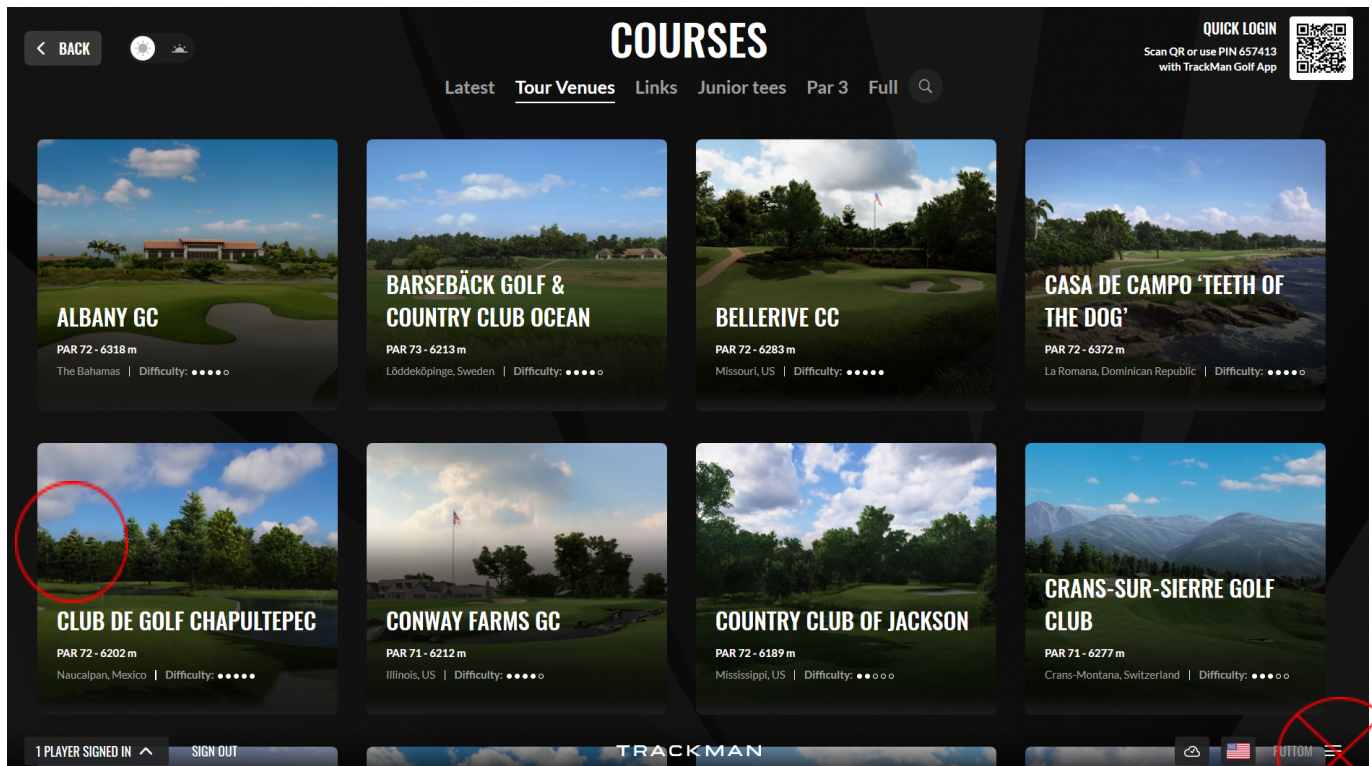 BACK
COURSES
QUICK LOGIN
Scan QR or use PIN 657413
with TrackMan Golf App
Latest Tour Venues Links Junior tees Par 3 Full
ALBANY GC
PAR 72 - 6318 m
The Bahamas | Difficulty:
BARSEBÄCK GOLF &
COUNTRY CLUB OCEAN
PAR 73 - 6213 m
Löddeköpinge, Sweden | Difficulty:
BELLERIVE CC
PAR 72 - 6283 m
Missouri, US | Difficulty:
CASA DE CAMPO ‘TEETH OF
THE DOG’
PAR 72 - 6372 m
La Romana, Dominican Republic | Difficulty:
CLUB DE GOLF CHAPULTEPEC
PAR 72 - 6202 m
Naucalpan, Mexico | Difficulty:
CONWAY FARMS GC
PAR 71 - 6212 m
Illinois, US | Difficulty:
COUNTRY CLUB OF JACKSON
PAR 72 - 6189 m
Mississippi, US | Difficulty:
CRANS-SUR-SIERRE GOLF
CLUB
PAR 71 - 6277 m
Crans-Montana, Switzerland | Difficulty:
1 PLAYER SIGNED IN SIGN OUT TRACKMAN FUTTOM